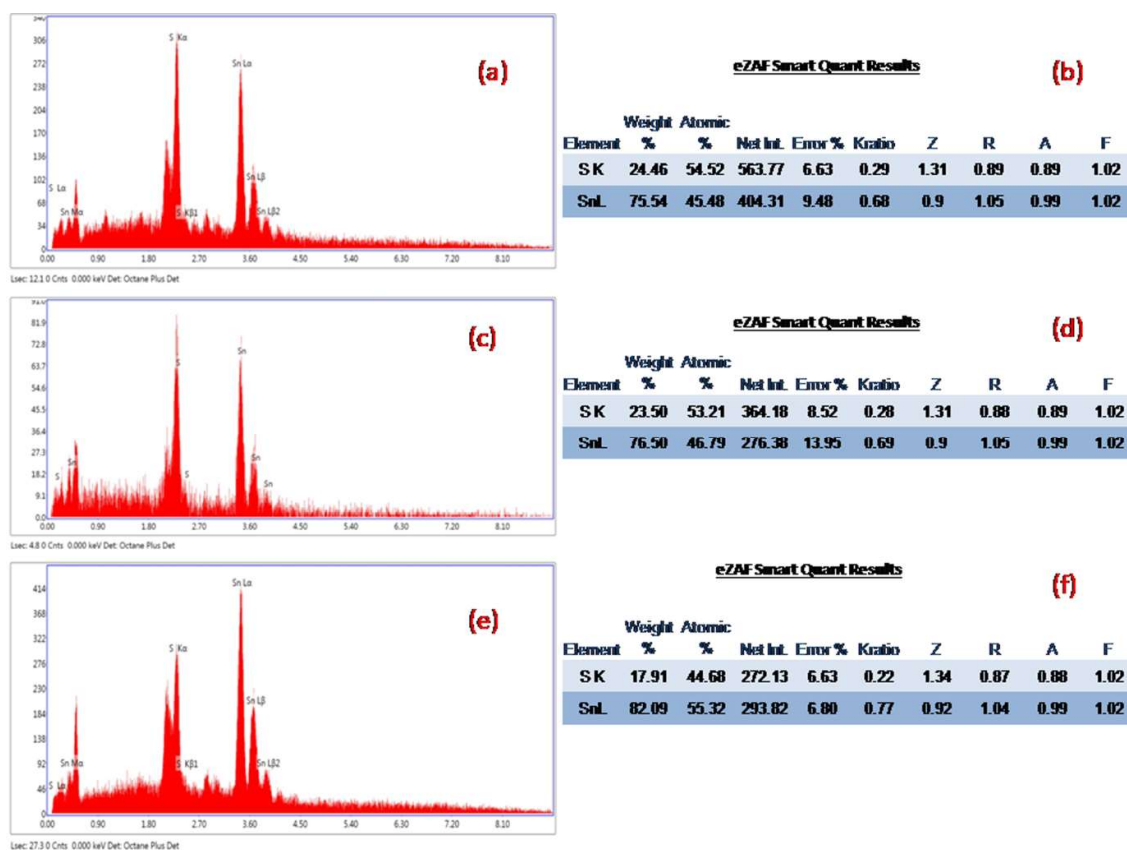 340
306
272
238
204
170
136
102
68
34
0
S Kα
Sn Lα
Sn Lβ
S Lα
Sn Mα
S Kβ1
Sn Lβ2
0.00 0.90 1.80 2.70 3.60 4.50 5.40 6.30 7.20 8.10
Lsec: 12.1 0 Cnts 0.000 keV Det: Octane Plus Det
(a)
eZAF Smart Quant Results
(b)
Element Weight % Atomic % Net Int. Error % Kratio Z R A F
S K 24.46 54.52 563.77 6.63 0.29 1.31 0.89 0.89 1.02
SnL 75.54 45.48 404.31 9.48 0.68 0.9 1.05 0.99 1.02
91.0
81.9
72.8
63.7
54.6
45.5
36.4
27.3
18.2
9.1
0.0
Sn
S
Sn
Sn
S
S
Sn
0.00 0.90 1.80 2.70 3.60 4.50 5.40 6.30 7.20 8.10
Lsec: 4.8 0 Cnts 0.000 keV Det: Octane Plus Det
(c)
eZAF Smart Quant Results
(d)
Element Weight % Atomic % Net Int. Error % Kratio Z R A F
S K 23.50 53.21 364.18 8.52 0.28 1.31 0.88 0.89 1.02
SnL 76.50 46.79 276.38 13.95 0.69 0.9 1.05 0.99 1.02
414
368
322
276
230
184
138
92
46
0
Sn Lα
S Kα
Sn Lβ
Sn Mα
S Kβ1
Sn Lβ2
S Lα
0.00 0.90 1.80 2.70 3.60 4.50 5.40 6.30 7.20 8.10
Lsec: 27.3 0 Cnts 0.000 keV Det: Octane Plus Det
(e)
eZAF Smart Quant Results
(f)
Element Weight % Atomic % Net Int. Error % Kratio Z R A F
S K 17.91 44.68 272.13 6.63 0.22 1.34 0.87 0.88 1.02
SnL 82.09 55.32 293.82 6.80 0.77 0.92 1.04 0.99 1.02